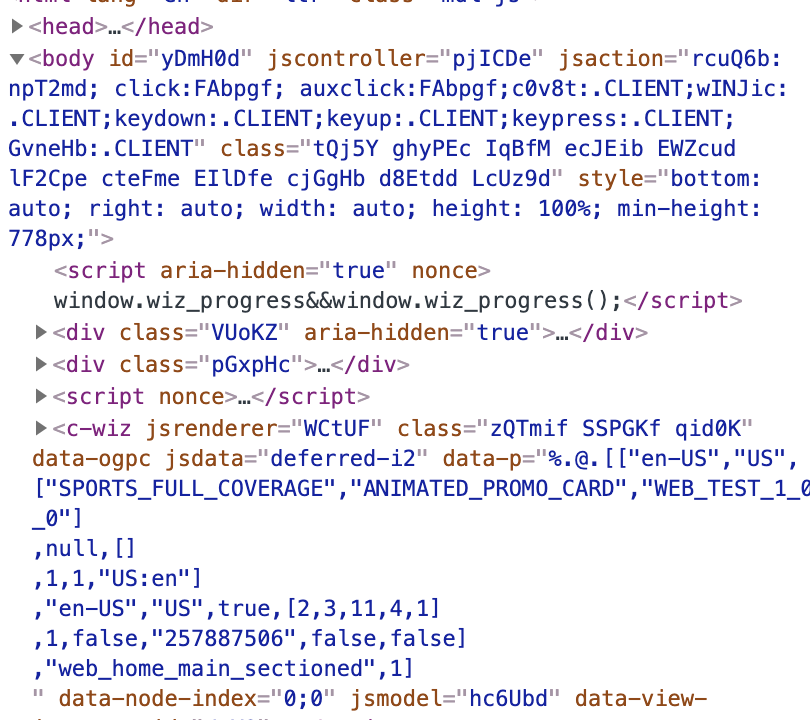 <head>…</head>
<body id="yDmH0d" jscontroller="pjICDe" jsaction="rcuQ6b:
npT2md; click:FAbpgf; auxclick:FAbpgf;c0v8t:.CLIENT;wINJic:
.CLIENT;keydown:.CLIENT;keyup:.CLIENT;keypress:.CLIENT;
GvneHb:.CLIENT" class="tQj5Y ghyPEc IqBfM ecJEib EWZcud
lF2Cpe cteFme EIlDfe cjGgHb d8Etdd LcUz9d" style="bottom:
auto; right: auto; width: auto; height: 100%; min-height:
778px;">
<script aria-hidden="true" nonce>
window.wiz_progress&&window.wiz_progress();</script>
<div class="VUoKZ" aria-hidden="true">…</div>
<div class="pGxpHc">…</div>
<script nonce>…</script>
<c-wiz jsrenderer="WCtUF" class="zQTmif SSPGKf qid0K"
data-ogpc jsdata="deferred-i2" data-p="%.@.[["en-US","US",
["SPORTS_FULL_COVERAGE","ANIMATED_PROMO_CARD","WEB_TEST_1_0
_0"]
,null,[]
,1,1,"US:en"]
,"en-US","US",true,[2,3,11,4,1]
,1,false,"257887506",false,false]
,"web_home_main_sectioned",1]
" data-node-index="0;0" jsmodel="hc6Ubd" data-view-